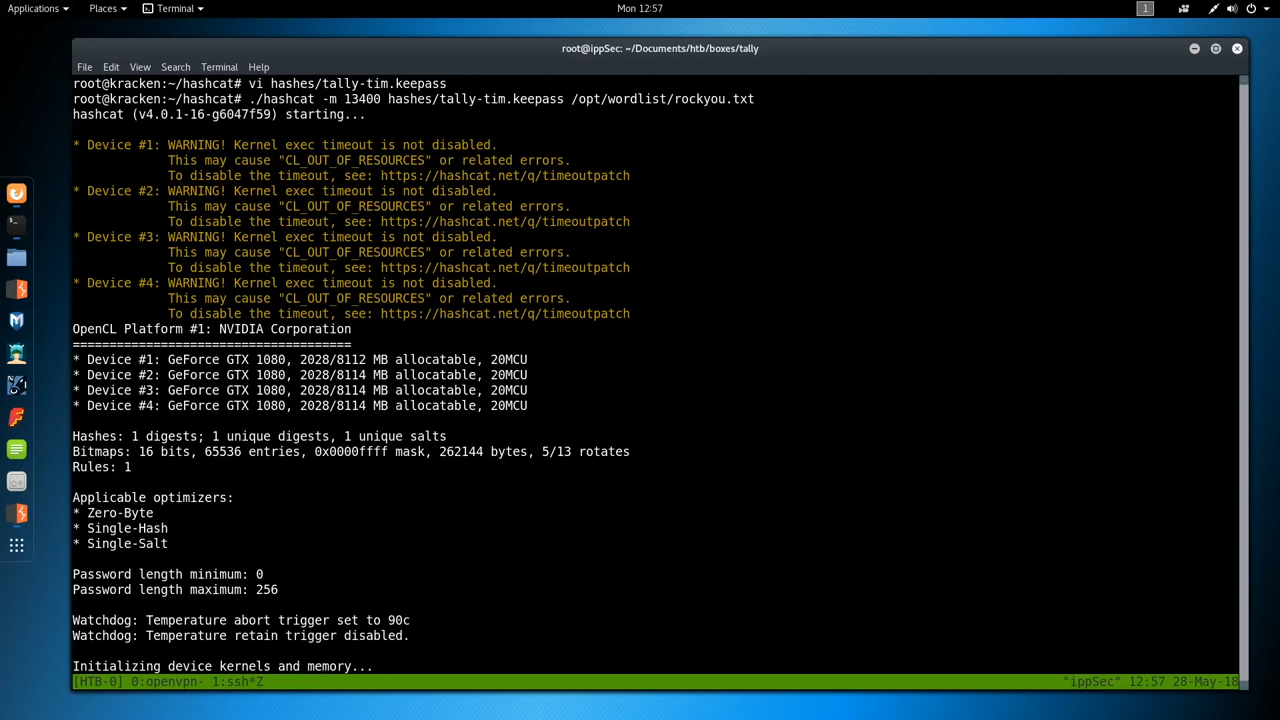 Applications Places Terminal Mon 12:57 1
root@ippSec: ~/Documents/htb/boxes/tally
File Edit View Search Terminal Help
root@kracken:~/hashcat# vi hashes/tally-tim.keepass
root@kracken:~/hashcat# ./hashcat -m 13400 hashes/tally-tim.keepass /opt/wordlist/rockyou.txt
hashcat (v4.0.1-16-g6047f59) starting...
* Device #1: WARNING! Kernel exec timeout is not disabled.
This may cause "CL_OUT_OF_RESOURCES" or related errors.
To disable the timeout, see: https://hashcat.net/q/timeoutpatch
* Device #2: WARNING! Kernel exec timeout is not disabled.
This may cause "CL_OUT_OF_RESOURCES" or related errors.
To disable the timeout, see: https://hashcat.net/q/timeoutpatch
* Device #3: WARNING! Kernel exec timeout is not disabled.
This may cause "CL_OUT_OF_RESOURCES" or related errors.
To disable the timeout, see: https://hashcat.net/q/timeoutpatch
* Device #4: WARNING! Kernel exec timeout is not disabled.
This may cause "CL_OUT_OF_RESOURCES" or related errors.
To disable the timeout, see: https://hashcat.net/q/timeoutpatch
OpenCL Platform #1: NVIDIA Corporation
======================================
* Device #1: GeForce GTX 1080, 2028/8112 MB allocatable, 20MCU
* Device #2: GeForce GTX 1080, 2028/8114 MB allocatable, 20MCU
* Device #3: GeForce GTX 1080, 2028/8114 MB allocatable, 20MCU
* Device #4: GeForce GTX 1080, 2028/8114 MB allocatable, 20MCU
Hashes: 1 digests; 1 unique digests, 1 unique salts
Bitmaps: 16 bits, 65536 entries, 0x0000ffff mask, 262144 bytes, 5/13 rotates
Rules: 1
Applicable optimizers:
* Zero-Byte
* Single-Hash
* Single-Salt
Password length minimum: 0
Password length maximum: 256
Watchdog: Temperature abort trigger set to 90c
Watchdog: Temperature retain trigger disabled.
Initializing device kernels and memory...
[HTB-0] 0:openvpn- 1:ssh*Z "ippSec" 12:57 28-May-18